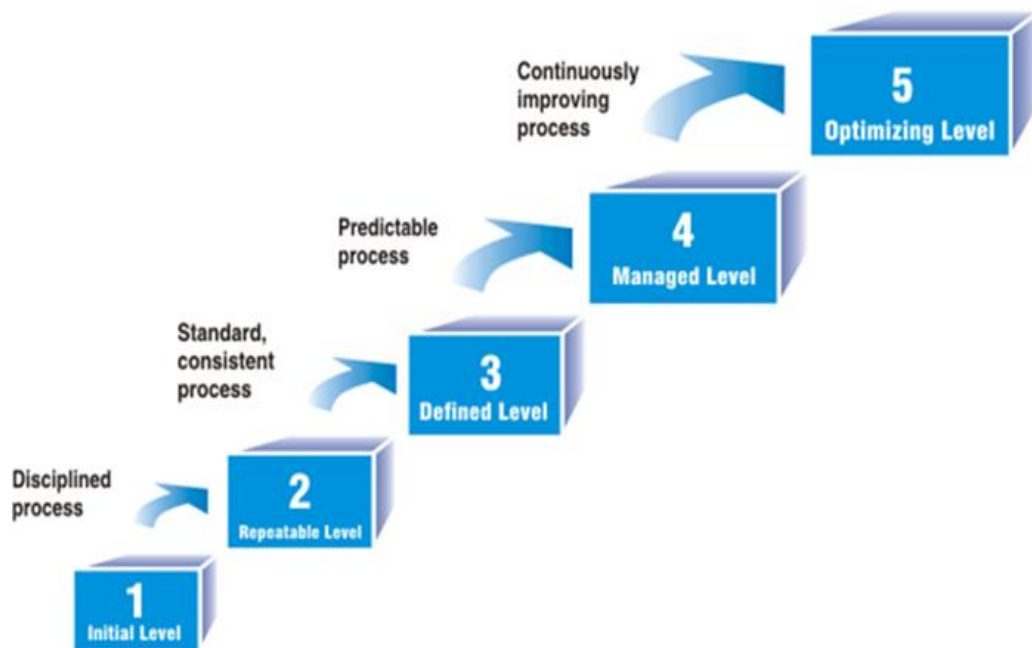 Continuously
improving
process
5
Optimizing Level
Predictable
process
4
Managed Level
Standard,
consistent
process
3
Defined Level
Disciplined
process
2
Repeatable Level
1
Initial Level